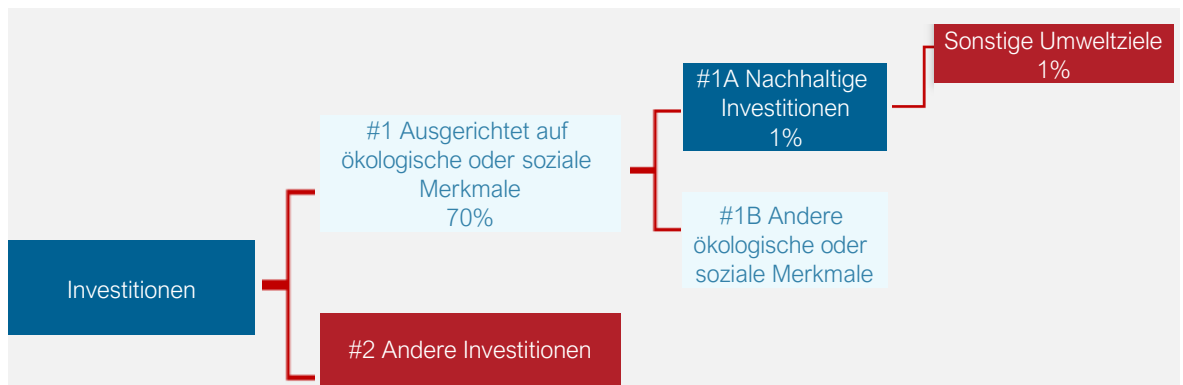 Sonstige Umweltziele
1%
#1A Nachhaltige
Investitionen
1%
#1 Ausgerichtet auf
ökologische oder soziale
Merkmale
70%
#1B Andere
ökologische oder
soziale Merkmale
Investitionen
#2 Andere Investitionen